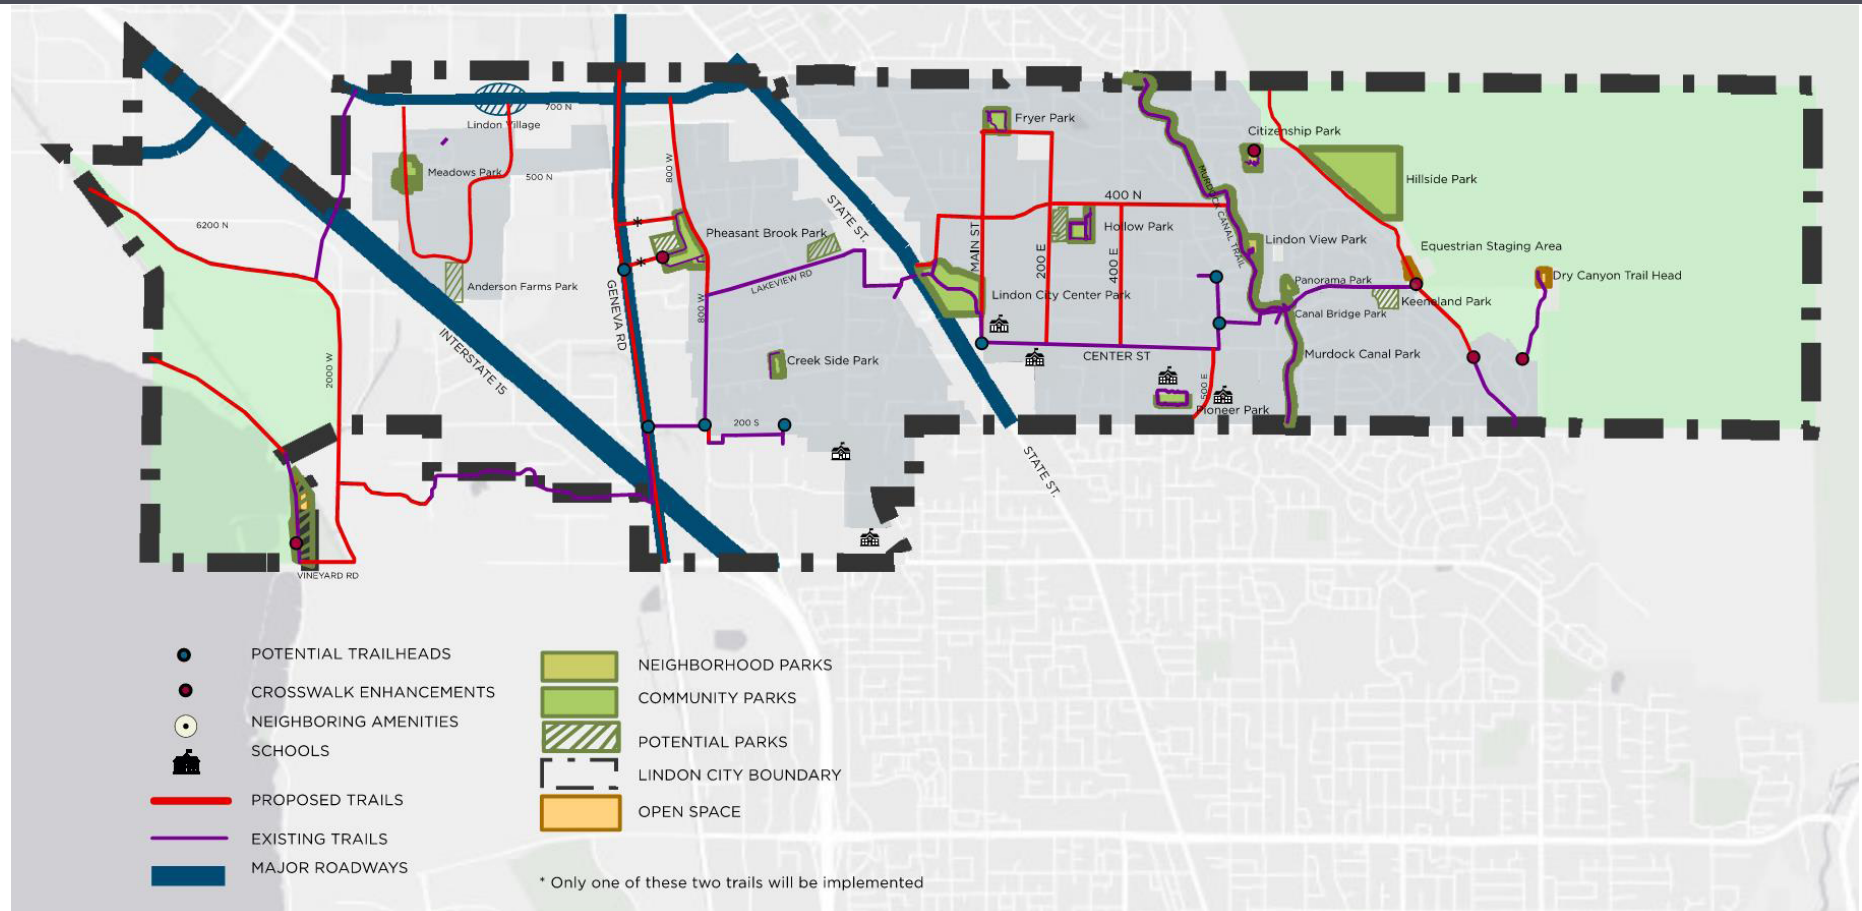 700 N
Lindon Village
Fryer Park
Citizenship Park
Meadows Park
500 N
800 W
MURDOCK CANAL TRAIL
Hillside Park
400 N
STATE ST.
6200 N
Pheasant Brook Park
MAIN ST
200 E
400 E
Hollow Park
Lindon View Park
Equestrian Staging Area
Anderson Farms Park
LAKEVIEW RD
Lindon City Center Park
Panorama Park
Keeneland Park
Dry Canyon Trail Head
GENEVA RD
800 W
Canal Bridge Park
INTERSTATE 15
2000 W
Creek Side Park
CENTER ST
Murdock Canal Park
500 E
Pioneer Park
200 S
STATE ST.
VINEYARD RD
POTENTIAL TRAILHEADS
CROSSWALK ENHANCEMENTS
NEIGHBORING AMENITIES
SCHOOLS
PROPOSED TRAILS
EXISTING TRAILS
MAJOR ROADWAYS
NEIGHBORHOOD PARKS
COMMUNITY PARKS
POTENTIAL PARKS
LINDON CITY BOUNDARY
OPEN SPACE
* Only one of these two trails will be implemented